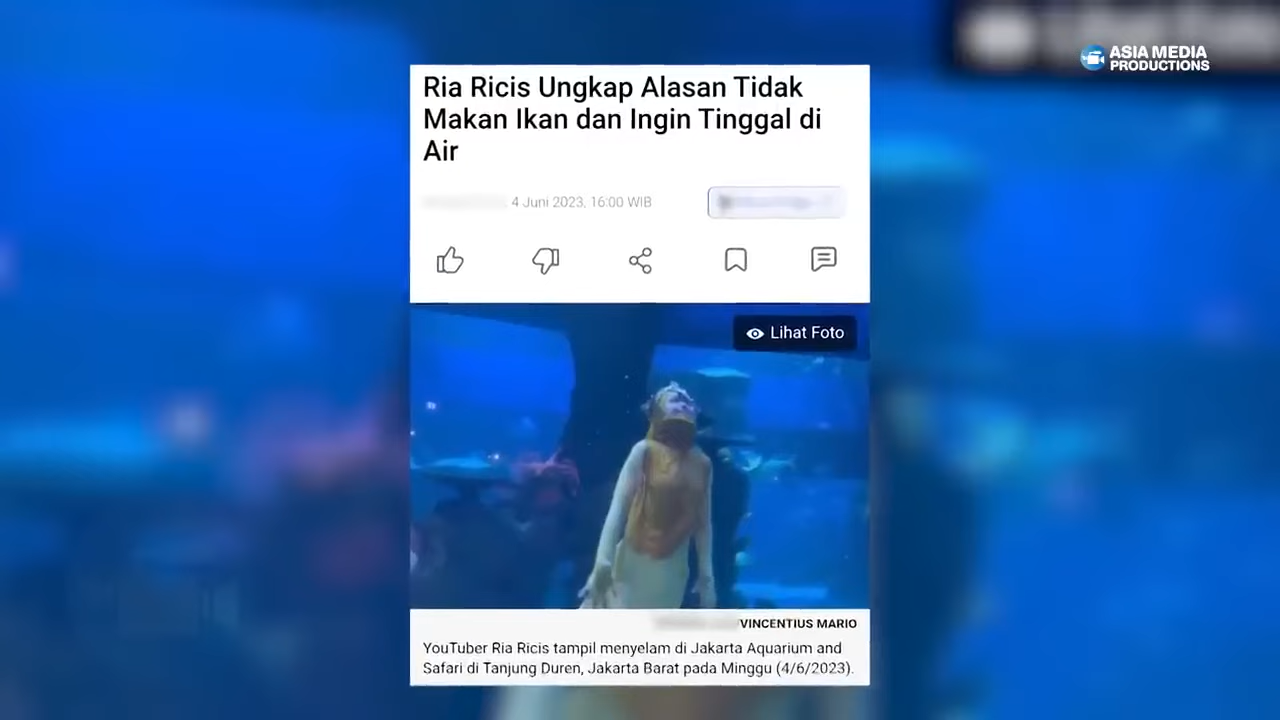 Lihat Foto
ASIA MEDIA
PRODUCTIONS
Ria Ricis Ungkap Alasan Tidak
Makan Ikan dan Ingin Tinggal di
Air
4 Juni 2023, 16:00 WIB
Lihat Foto
VINCENTIUS MARIO
YouTuber Ria Ricis tampil menyelam di Jakarta Aquarium and
Safari di Tanjung Duren, Jakarta Barat pada Minggu (4/6/2023).